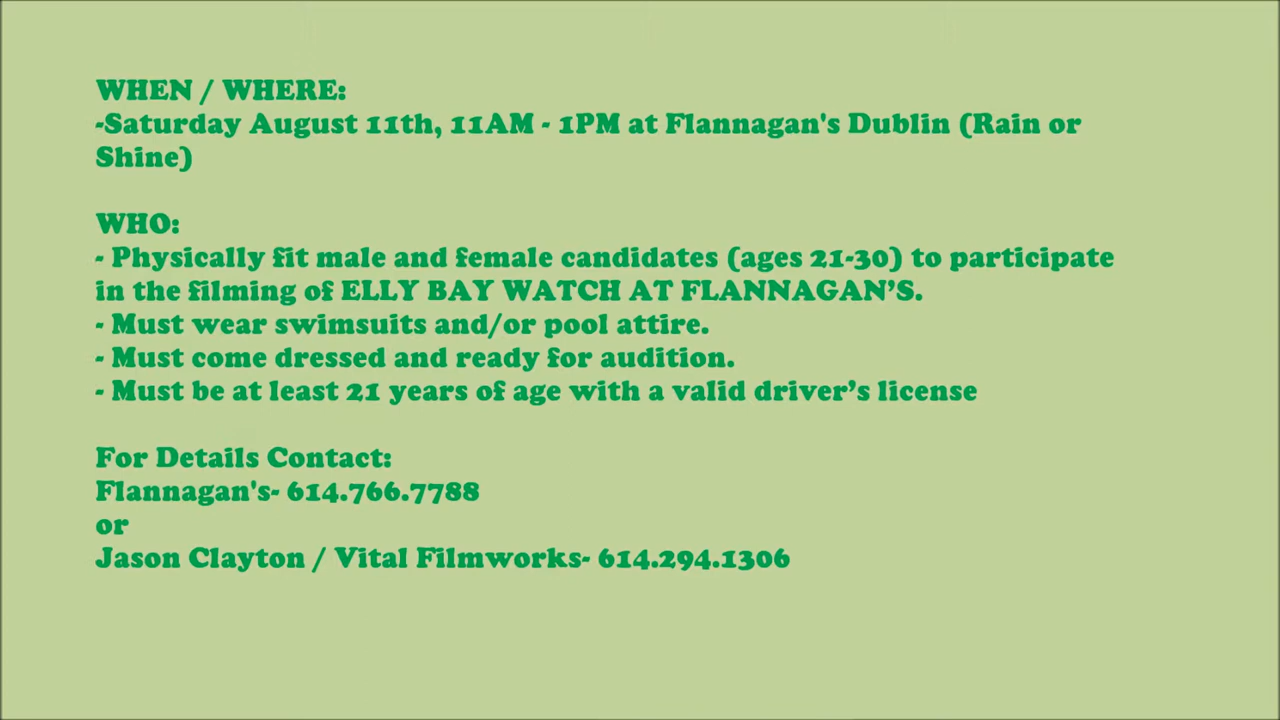 WHEN / WHERE:
-Saturday August 11th, 11AM - 1PM at Flannagan's Dublin (Rain or
Shine)
WHO:
- Physically fit male and female candidates (ages 21-30) to participate
in the filming of ELLY BAY WATCH AT FLANNAGAN’S.
- Must wear swimsuits and/or pool attire.
- Must come dressed and ready for audition.
- Must be at least 21 years of age with a valid driver’s license
For Details Contact:
Flannagan's- 614.766.7788
or
Jason Clayton / Vital Filmworks- 614.294.1306